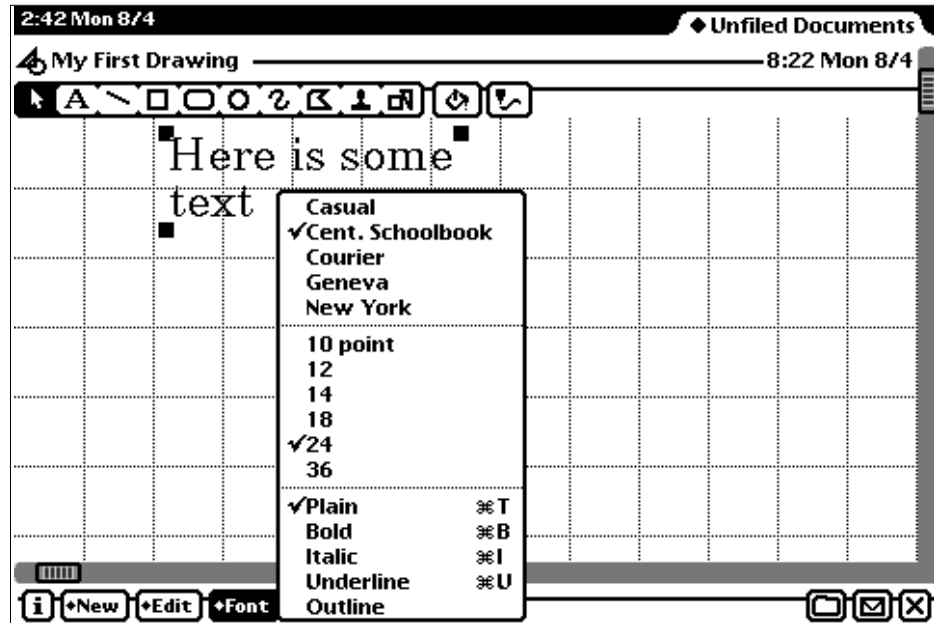 2:42 Mon 8/4
◆Unfiled Documents
My First Drawing
8:22 Mon 8/4
A
Here is some
text
Casual
✓Cent. Schoolbook
Courier
Geneva
New York
10 point
12
14
18
✓24
36
✓Plain ⌘T
Bold ⌘B
Italic ⌘I
Underline ⌘U
Outline
i ◆New ◆Edit ◆Font